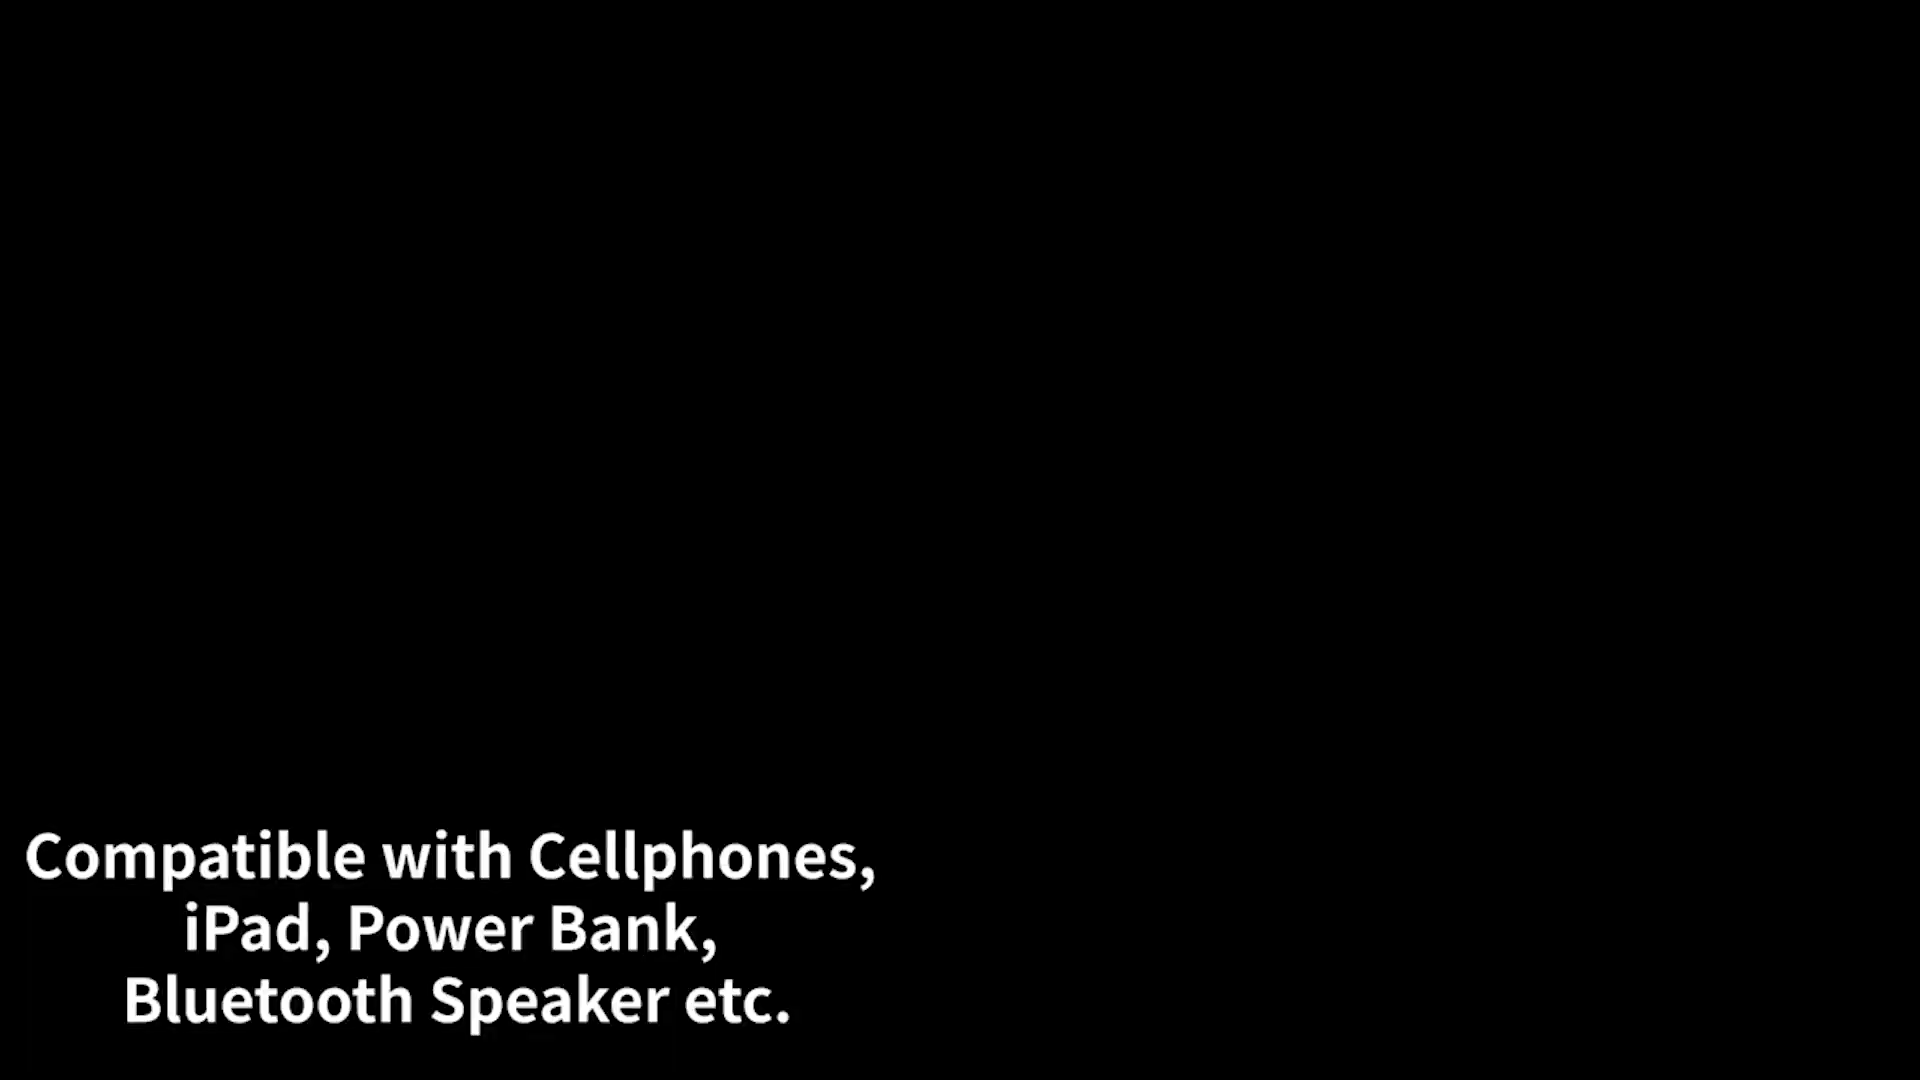 Compatible with Cellphones,
iPad, Power Bank,
Bluetooth Speaker etc.